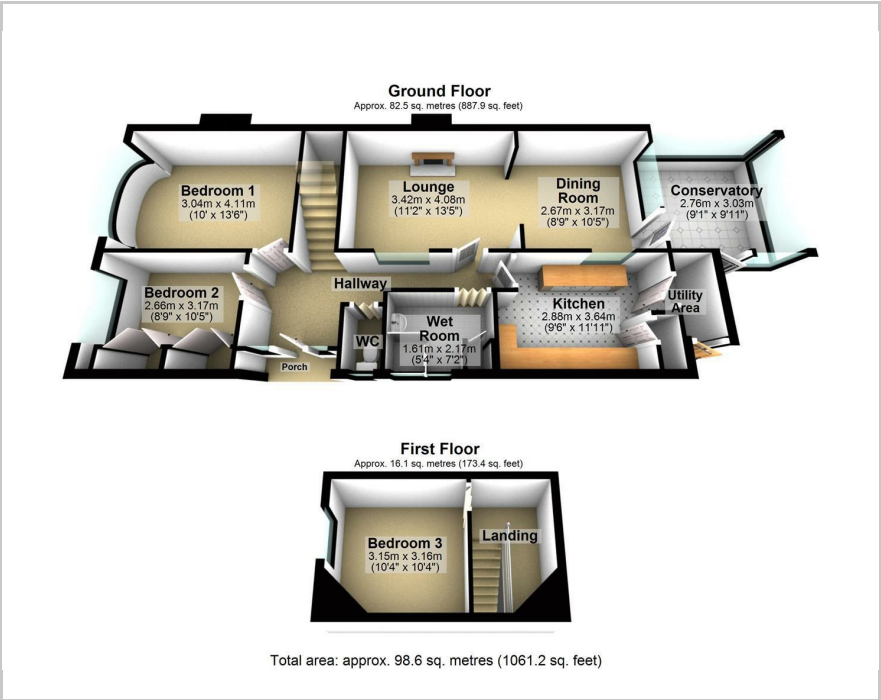 Ground Floor
Approx. 82.5 sq. metres (887.9 sq. feet)
Bedroom 1
3.04m x 4.11m
(10' x 13'6")
Lounge
3.42m x 4.08m
(11'2" x 13'5")
Dining
Room
2.67m x 3.17m
(8'9" x 10'5")
Conservatory
2.76m x 3.03m
(9'1" x 9'11")
Bedroom 2
2.66m x 3.17m
(8'9" x 10'5")
Hallway
Kitchen
2.88m x 3.64m
(9'6" x 11'11")
Utility
Area
WC
Wet
Room
1.61m x 2.17m
(5'4" x 7'2")
Porch
First Floor
Approx. 16.1 sq. metres (173.4 sq. feet)
Bedroom 3
3.15m x 3.16m
(10'4" x 10'4")
Landing
Total area: approx. 98.6 sq. metres (1061.2 sq. feet)